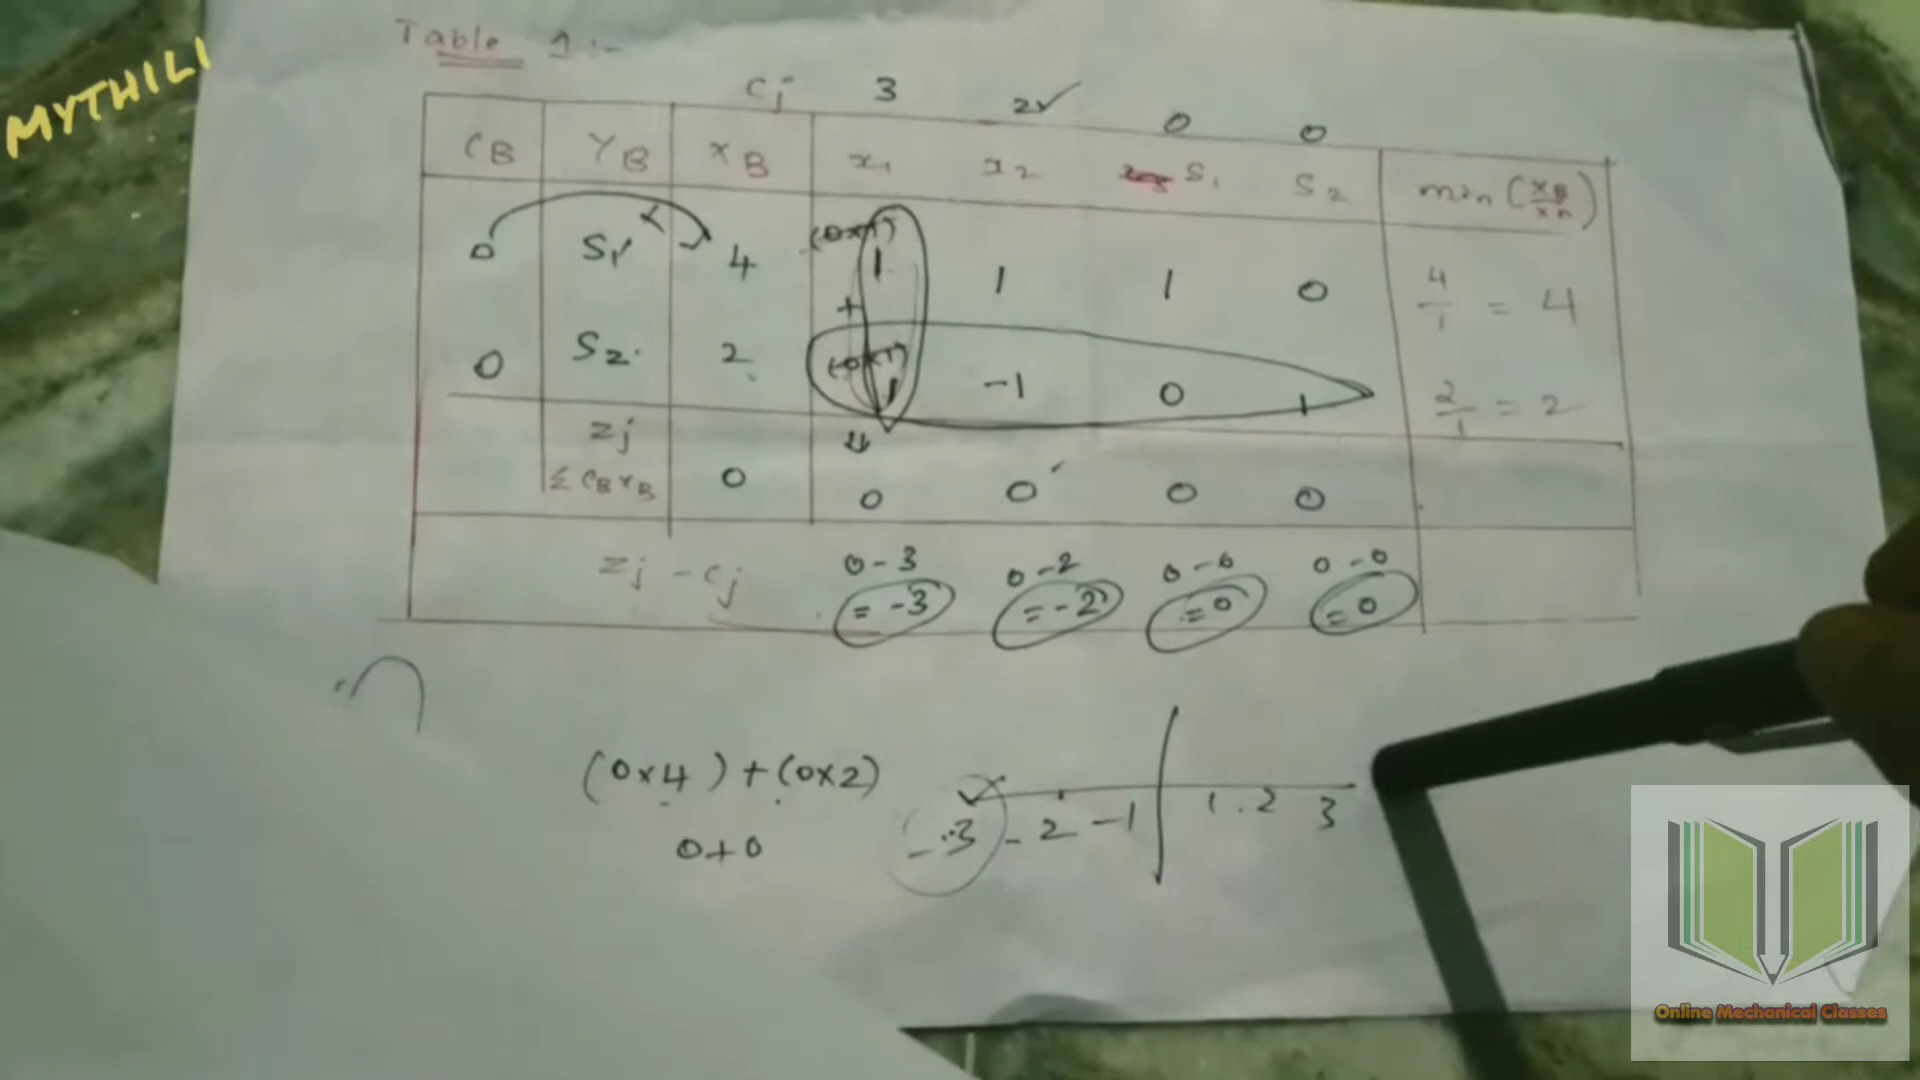 MYTHILI
Table 1:-
Cj 3 2✓ 0 0
CB YB XB x1 x2 S1 S2 min (XB/xn)
0 S1 4 (0x1) 1 1 1 0 4/1 = 4
+
0 S2 2 (0x1) 1 -1 0 1 2/1 = 2
Zj
Σ CB XB 0 0 0 0 0
Zj - Cj 0-3 0-2 0-0 0-0
= -3 = -2 = 0 = 0
(0x4) + (0x2)
0+0
-3 -2 -1 1 2 3
Online Mechanical Classes